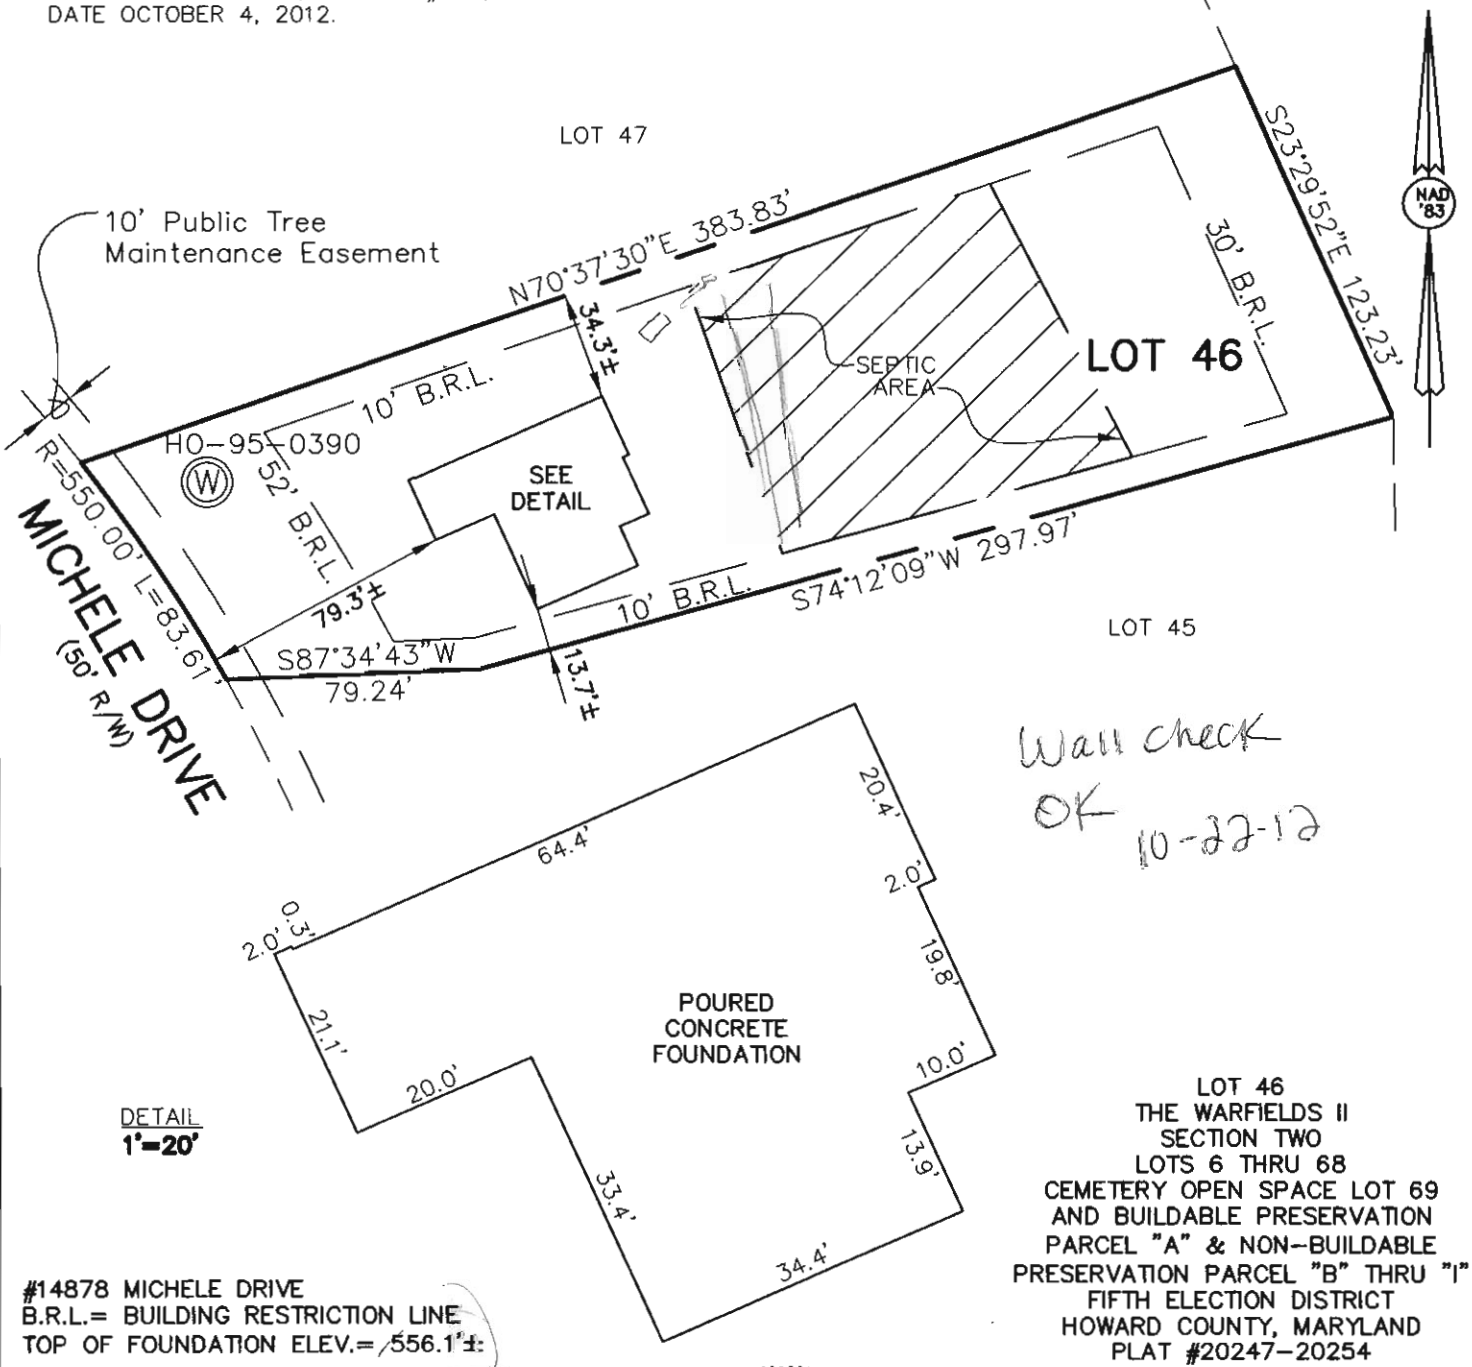 DATE OCTOBER 4, 2012.
LOT 47
10' Public Tree
Maintenance Easement
N70°37'30"E 383.83'
S23°29'52"E 123.23'
NAD
'83
30' B.R.L.
34.3'±
10' B.R.L.
SEPTIC
AREA
LOT 46
HO-95-0390
W
52' B.R.L.
SEE
DETAIL
R=550.00' L=83.61'
MICHELE DRIVE
(50' R/W)
79.3'±
10' B.R.L.
S74°12'09"W 297.97'
S87°34'43"W
79.24'
13.7'±
LOT 45
Wall check
OK
10-22-12
20.4'
64.4'
2.0'
0.3'
2.0'
19.8'
21.1'
POURED
CONCRETE
FOUNDATION
20.0'
10.0'
13.9'
33.4'
34.4'
DETAIL
1"=20'
LOT 46
THE WARFIELDS II
SECTION TWO
LOTS 6 THRU 68
CEMETERY OPEN SPACE LOT 69
AND BUILDABLE PRESERVATION
PARCEL "A" & NON-BUILDABLE
PRESERVATION PARCEL "B" THRU "I"
FIFTH ELECTION DISTRICT
HOWARD COUNTY, MARYLAND
PLAT #20247-20254
#14878 MICHELE DRIVE
B.R.L.= BUILDING RESTRICTION LINE
TOP OF FOUNDATION ELEV.= 556.1'±